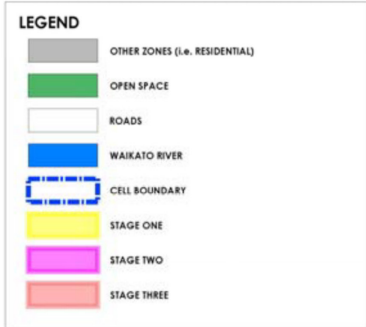 LEGEND
OTHER ZONES (i.e. RESIDENTIAL)
OPEN SPACE
ROADS
WAIKATO RIVER
CELL BOUNDARY
STAGE ONE
STAGE TWO
STAGE THREE